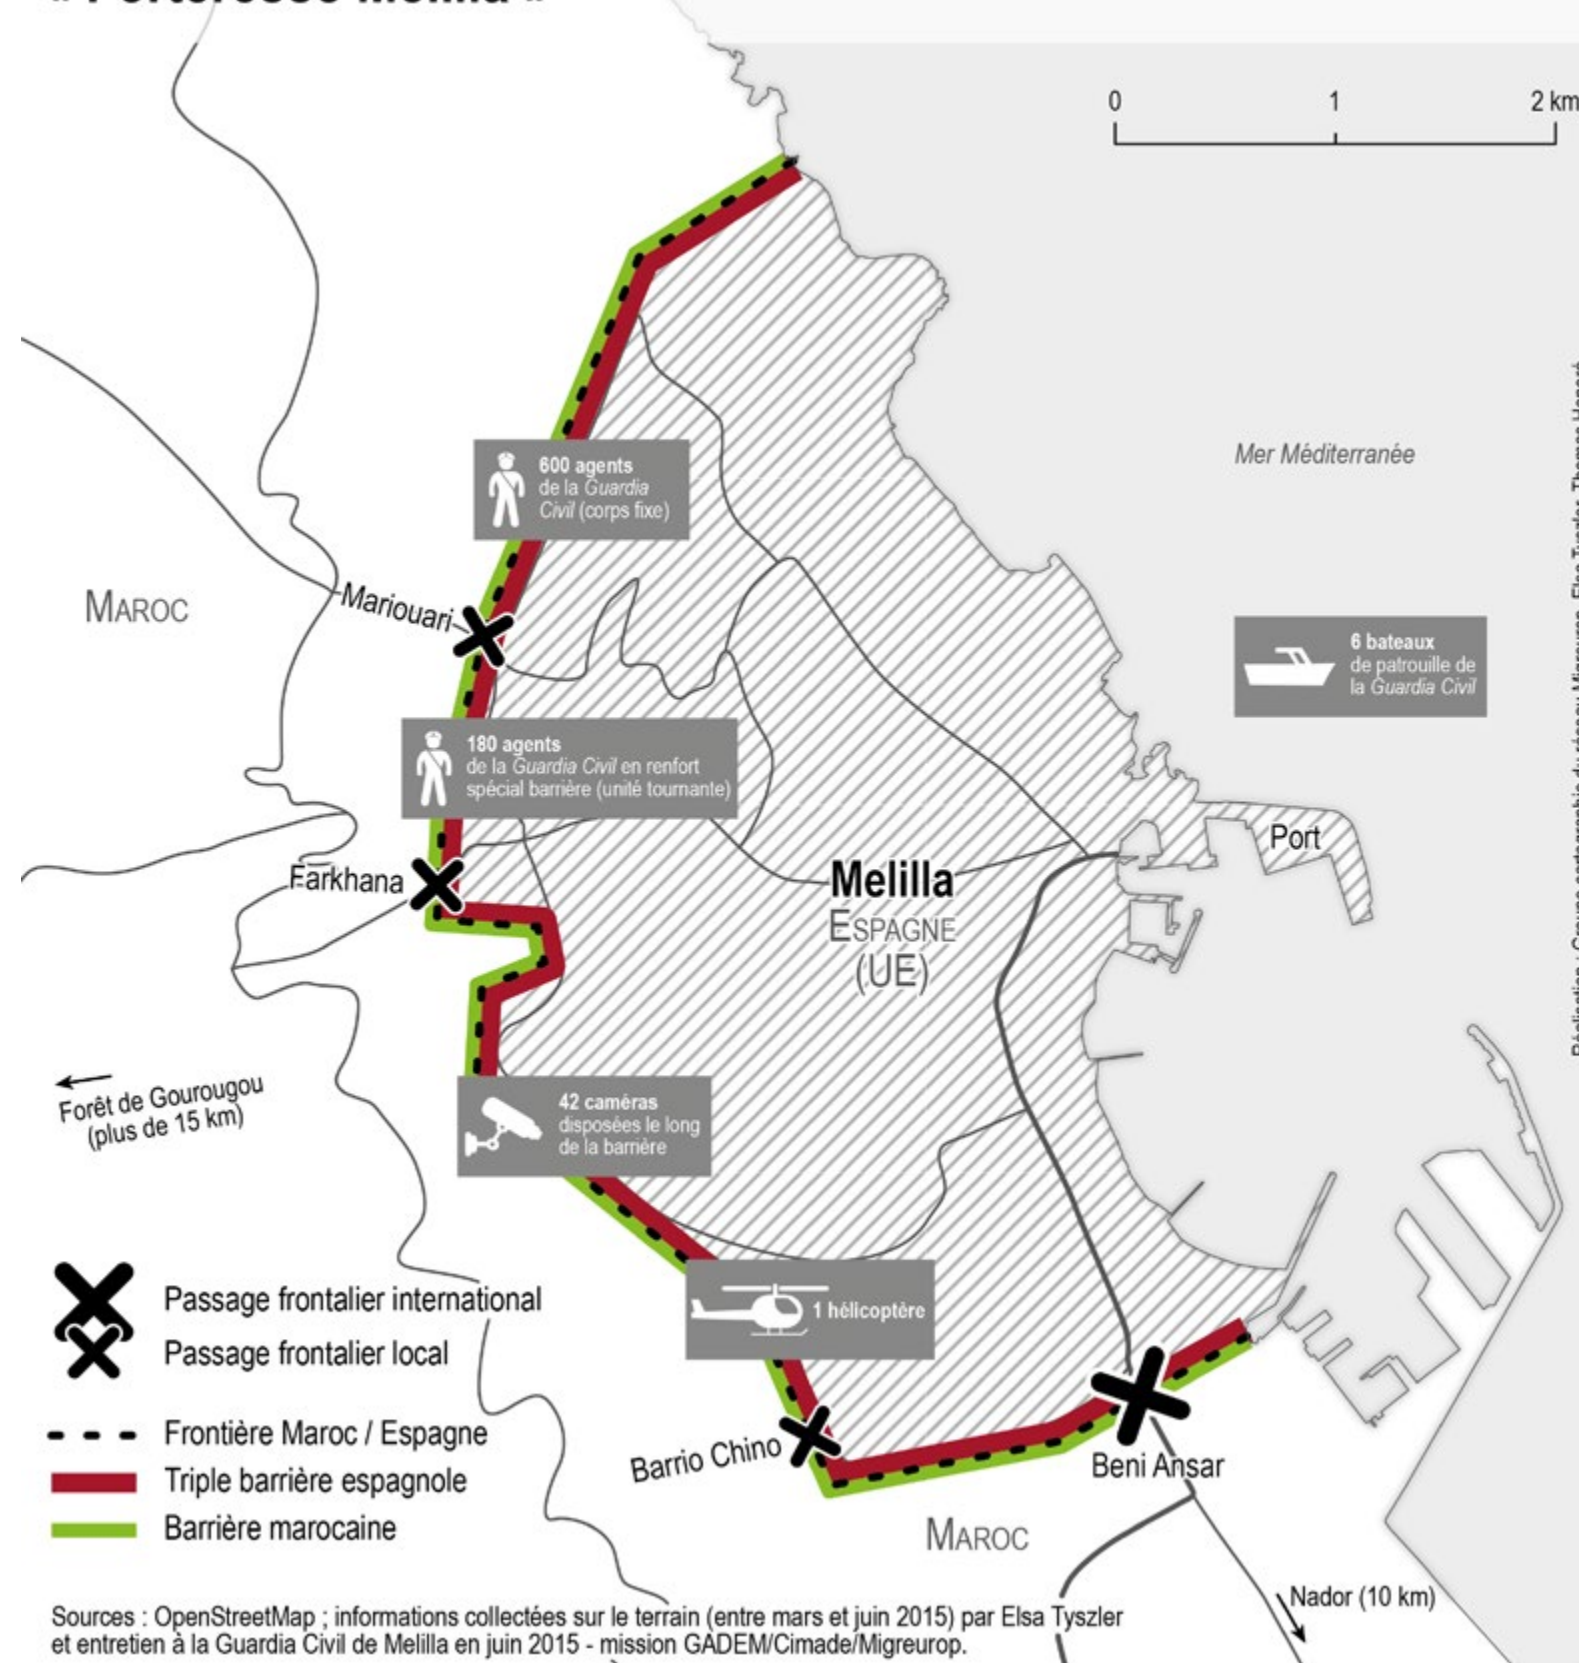 0 1 2 km
Mer Méditerranée
600 agents
de la Guardia
Civil (corps fixe)
Mariouari
MAROC
6 bateaux
de patrouille de
la Guardia Civil
180 agents
de la Guardia Civil en renfort
spécial barrière (unité tournante)
Port
Farkhana
Melilla
ESPAGNE
(UE)
Forêt de Gourougou
(plus de 15 km)
42 caméras
disposées le long
de la barrière
1 hélicoptère
Passage frontalier international
Passage frontalier local
Frontière Maroc / Espagne
Triple barrière espagnole
Barrière marocaine
Barrio Chino
Beni Ansar
MAROC
Nador (10 km)
Sources : OpenStreetMap ; informations collectées sur le terrain (entre mars et juin 2015) par Elsa Tyszler
et entretien à la Guardia Civil de Melilla en juin 2015 - mission GADEM/Cimade/Migreurop.